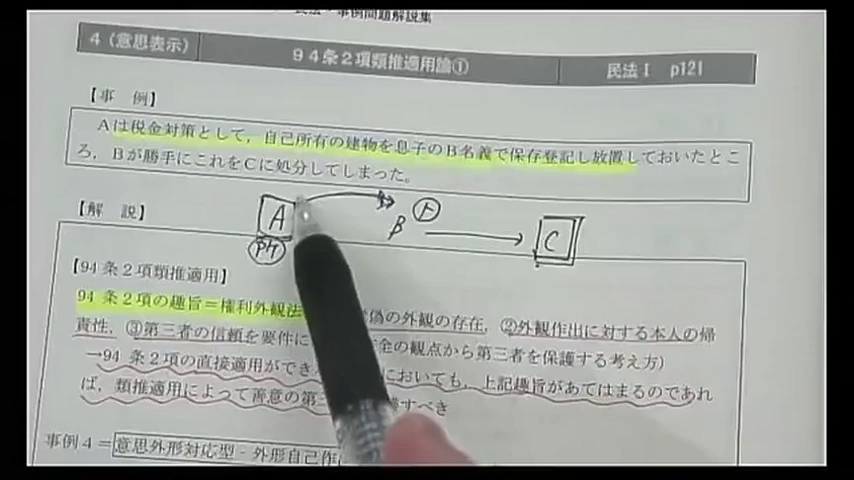 民法・事例問題解説集
4(意思表示) 94条2項類推適用論① 民法Ⅰ p121
【事 例】
Aは税金対策として,自己所有の建物を息子のB名義で保存登記し放置しておいたとこ
ろ,Bが勝手にこれをCに処分してしまった。
A B ト C
【解 説】
【94条2項類推適用】
94条2項の趣旨=権利外観法 偽の外観の存在,②外観作出に対する本人の帰
責性,③第三者の信頼を要件に 全の観点から第三者を保護する考え方)
→94条2項の直接適用ができ においても,上記趣旨があてはまるのであれ
ば,類推適用によって善意の第三 すべき
事例4=意思外形対応型-外形自己作